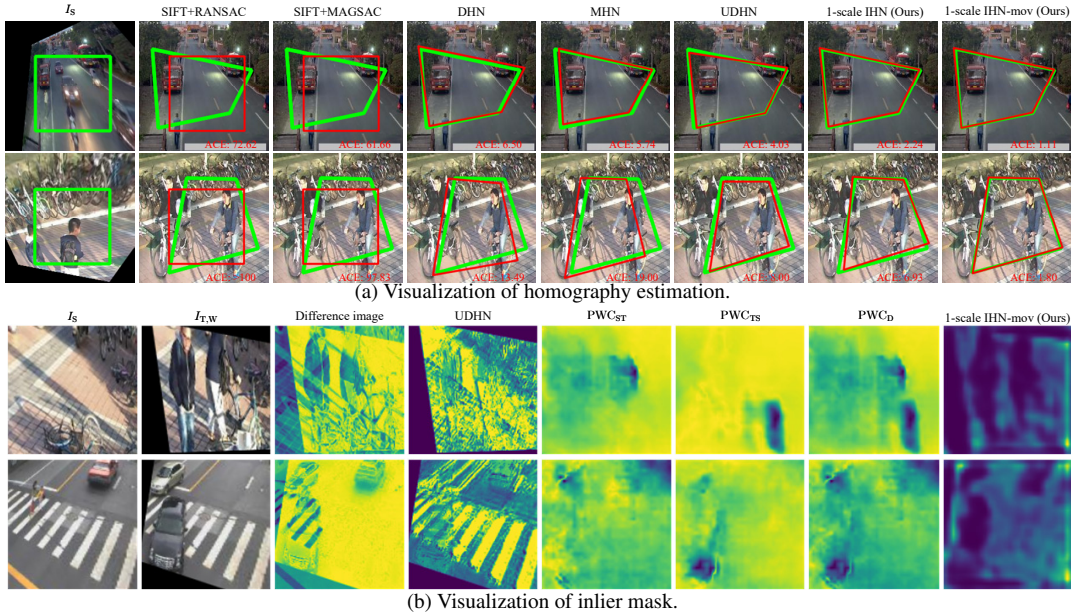 I_S SIFT+RANSAC SIFT+MAGSAC DHN MHN UDHN 1-scale IHN (Ours) 1-scale IHN-mov (Ours)
ACE: 72.62 ACE: 61.66 ACE: 6.50 ACE: 5.74 ACE: 4.03 ACE: 2.24 ACE: 1.11
ACE: >100 ACE: 97.83 ACE: 13.49 ACE: 19.00 ACE: 8.00 ACE: 6.93 ACE: 1.80
(a) Visualization of homography estimation.
I_S I_T,W Difference image UDHN PWC_ST PWC_TS PWC_D 1-scale IHN-mov (Ours)
(b) Visualization of inlier mask.